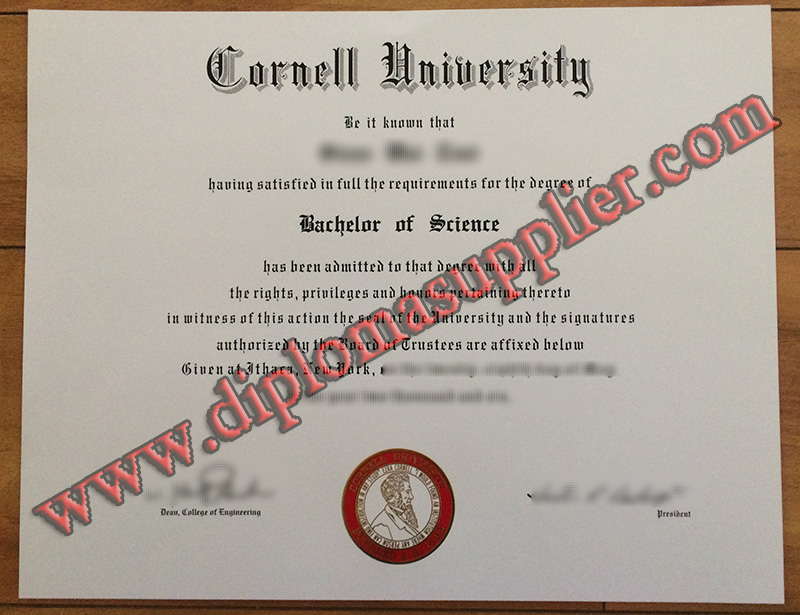 Cornell University
Be it known that
having satisfied in full the requirements for the degree of
Bachelor of Science
has been admitted to that degree with all
the rights, privileges and honors pertaining thereto
in witness of this action the seal of the University and the signatures
authorized by the Board of Trustees are affixed below
Given at Ithaca, New York,
www.diplomasupplier.com
CORNELL UNIVERSITY
Dean, College of Engineering
President